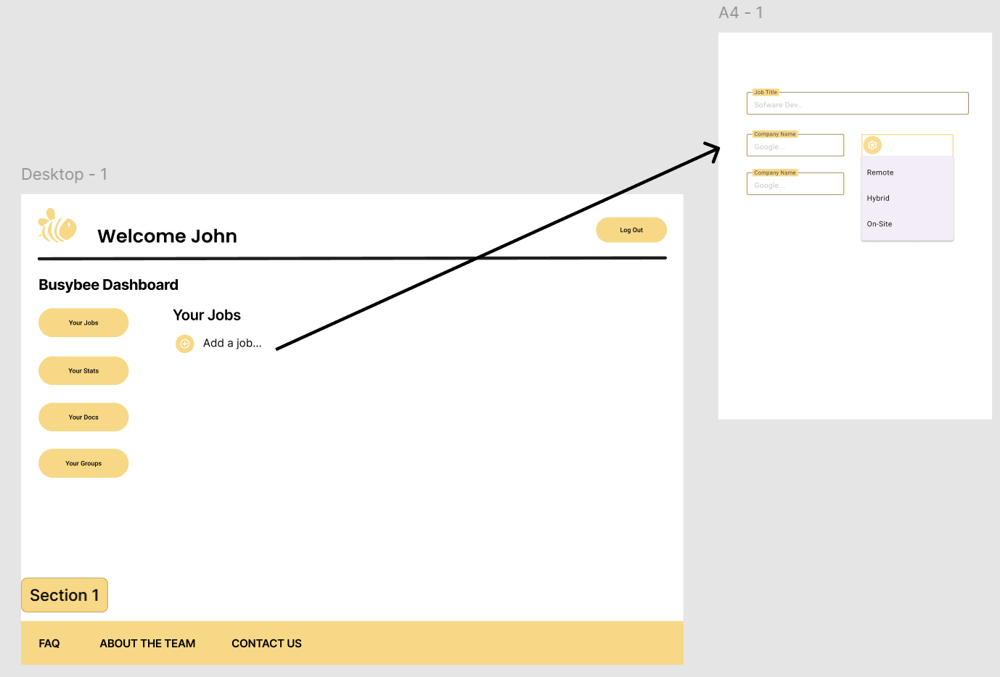 A4 - 1
Job Title
Sofware Dev..
Company Name
Google...
Company Name
Google...
Remote
Hybrid
On-Site
Desktop - 1
Welcome John
Log Out
Busybee Dashboard
Your Jobs
Your Stats
Your Docs
Your Groups
Your Jobs
Add a job...
Section 1
FAQ
ABOUT THE TEAM
CONTACT US